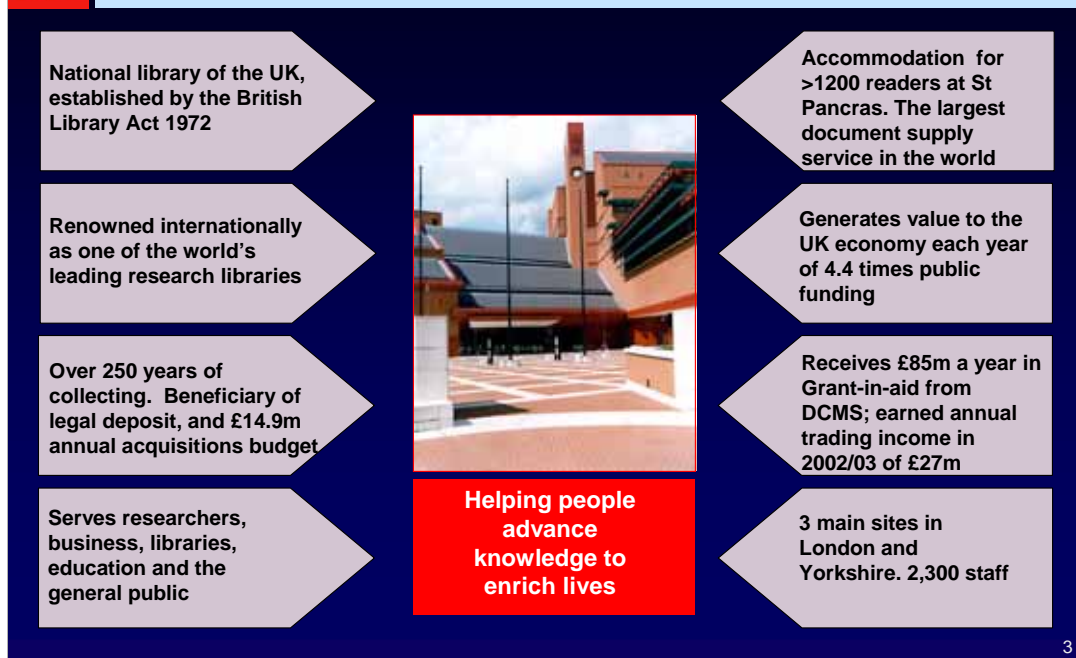 National library of the UK,
established by the British
Library Act 1972
Renowned internationally
as one of the world's
leading research libraries
Over 250 years of
collecting.  Beneficiary of
legal deposit, and £14.9m
annual acquisitions budget
Serves researchers,
business, libraries,
education and the
general public
Helping people
advance
knowledge to
enrich lives
Accommodation  for
>1200 readers at St
Pancras. The largest
document supply
service in the world
Generates value to the
UK economy each year
of 4.4 times public
funding
Receives £85m a year in
Grant-in-aid from
DCMS; earned annual
trading income in
2002/03 of £27m
3 main sites in
London and
Yorkshire. 2,300 staff
3